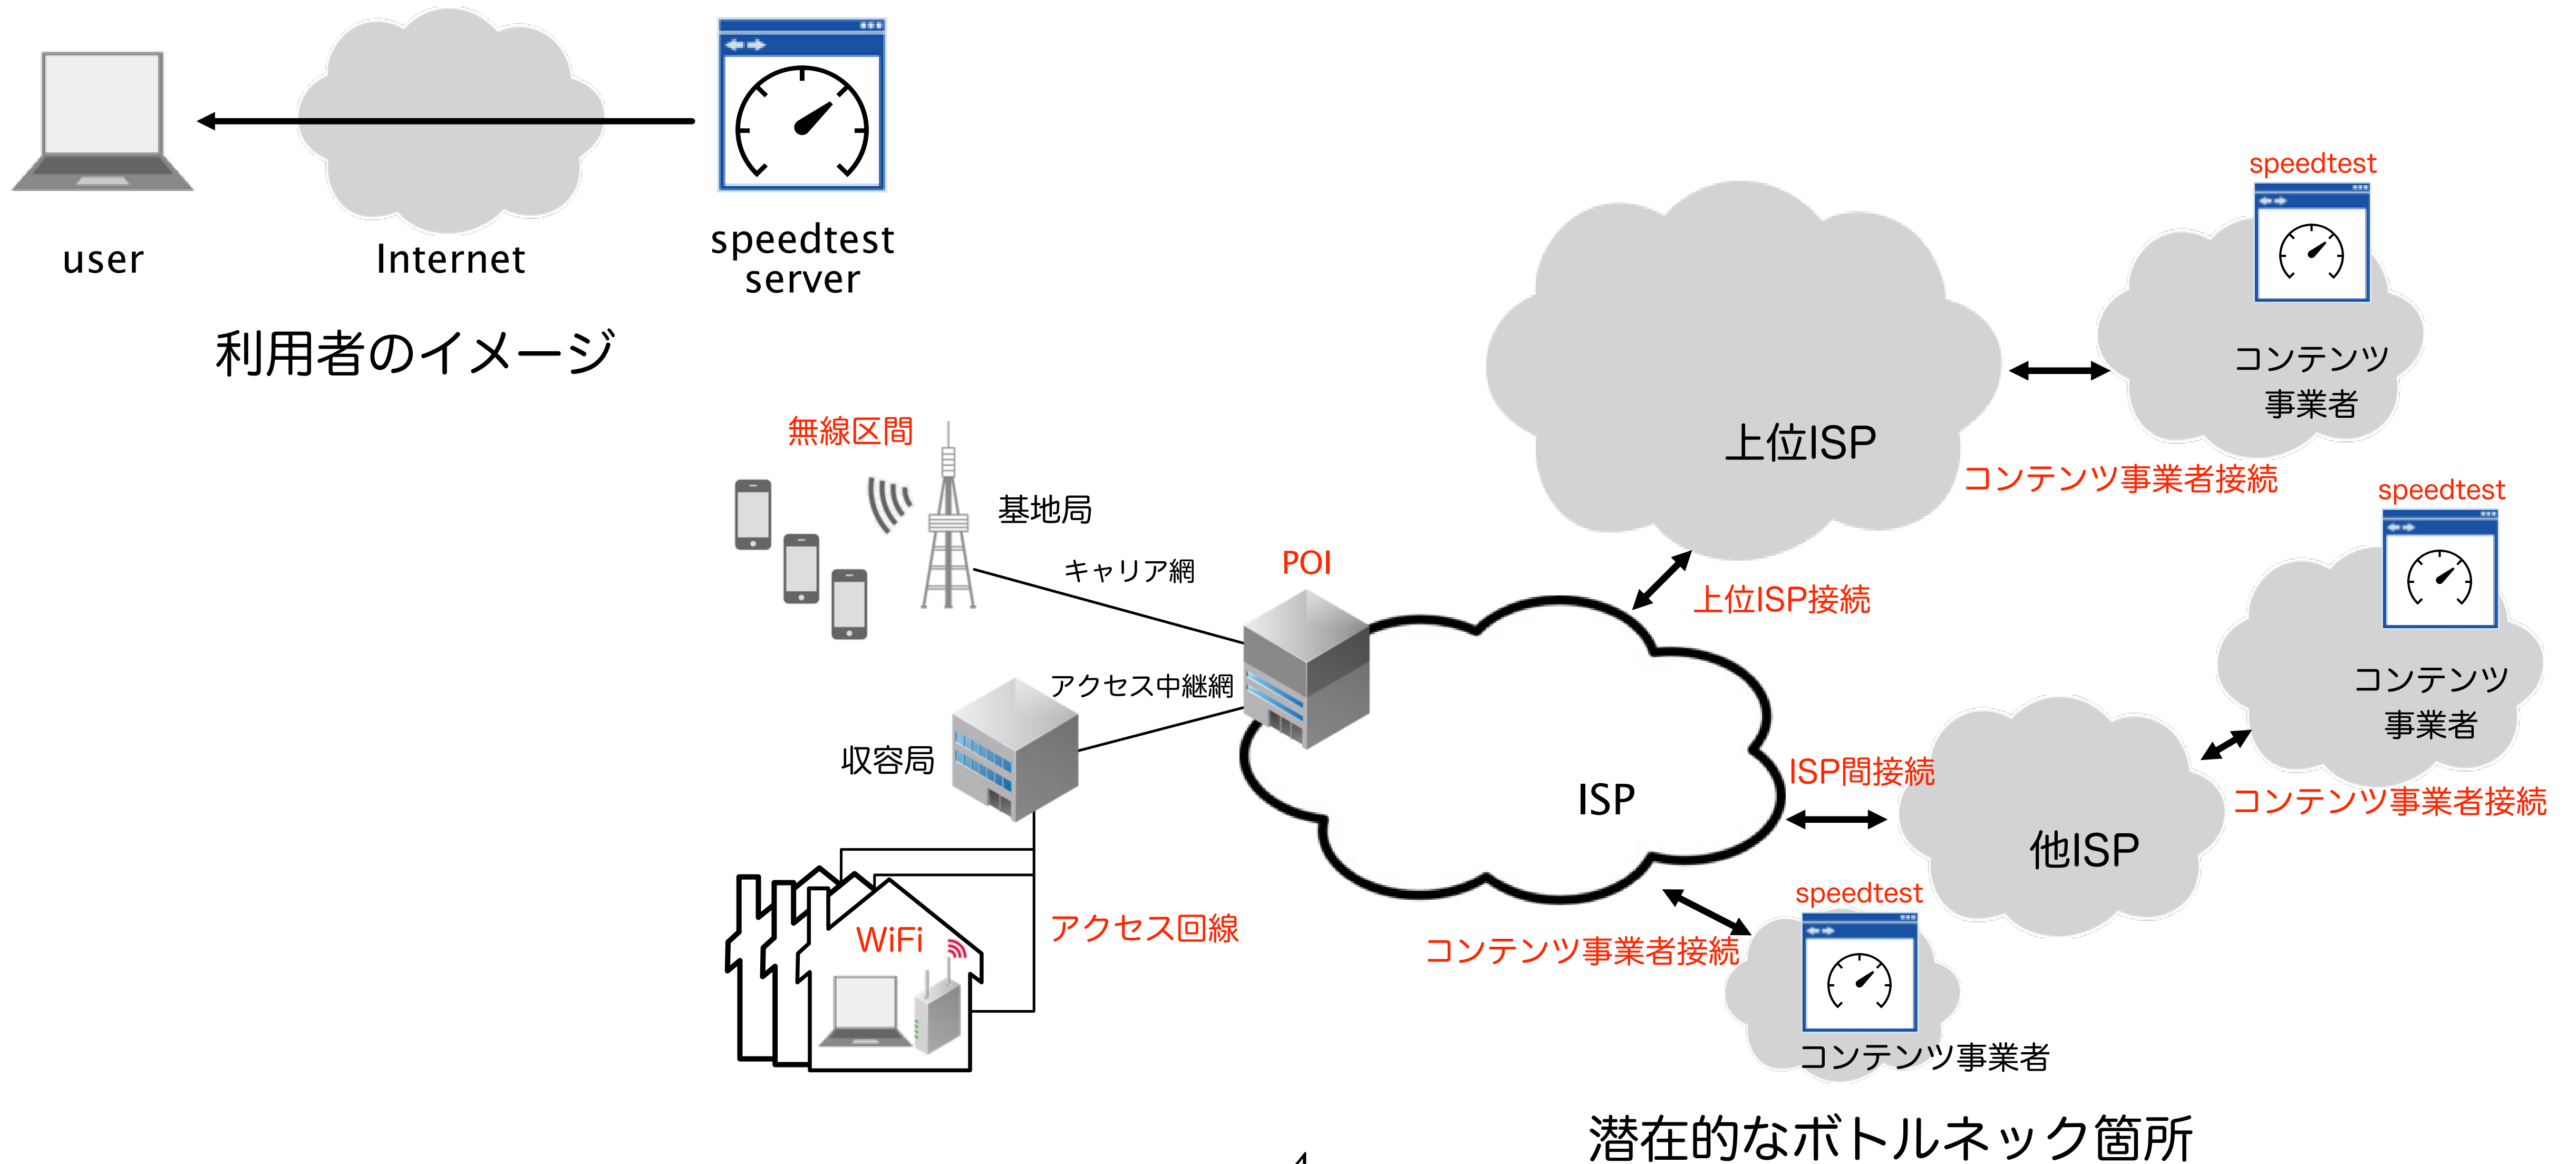 user
Internet
speedtest
server
利用者のイメージ
無線区間
基地局
キャリア網
POI
アクセス中継網
収容局
WiFi
アクセス回線
ISP
上位ISP
上位ISP接続
speedtest
コンテンツ
事業者
コンテンツ事業者接続
speedtest
コンテンツ
事業者
コンテンツ事業者接続
ISP間接続
他ISP
speedtest
コンテンツ事業者接続
コンテンツ事業者
潜在的なボトルネック箇所